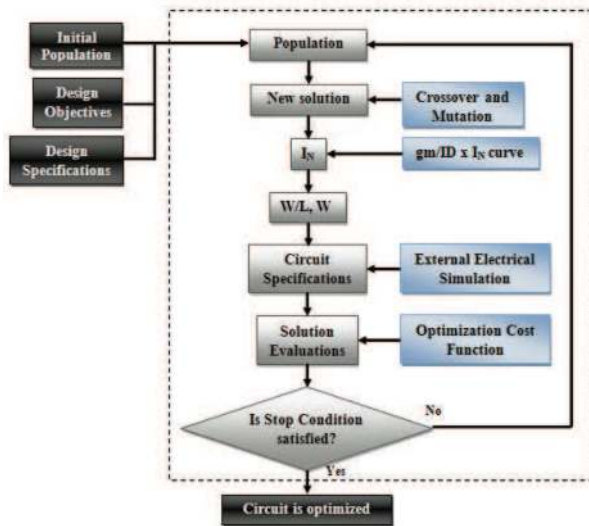 Initial
Population
Design
Objectives
Design
Specifications
Population
New solution
Crossover and
Mutation
IN
gm/ID x IN curve
W/L, W
Circuit
Specifications
External Electrical
Simulation
Solution
Evaluations
Optimization Cost
Function
Is Stop Condition
satisfied?
No
Yes
Circuit is optimized